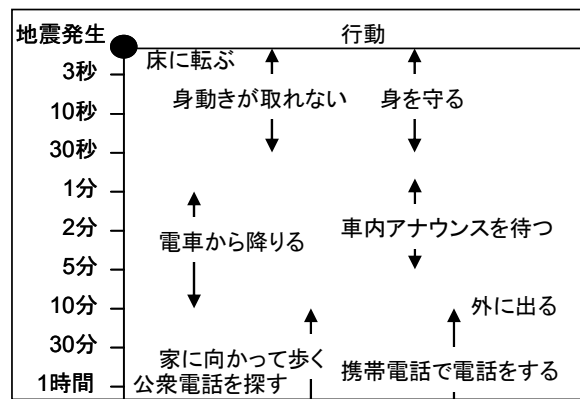 地震発生
行動
床に転ぶ
3秒
身動きが取れない
身を守る
10秒
30秒
1分
2分
車内アナウンスを待つ
電車から降りる
5分
10分
外に出る
30分
家に向かって歩く
携帯電話で電話をする
1時間
公衆電話を探す